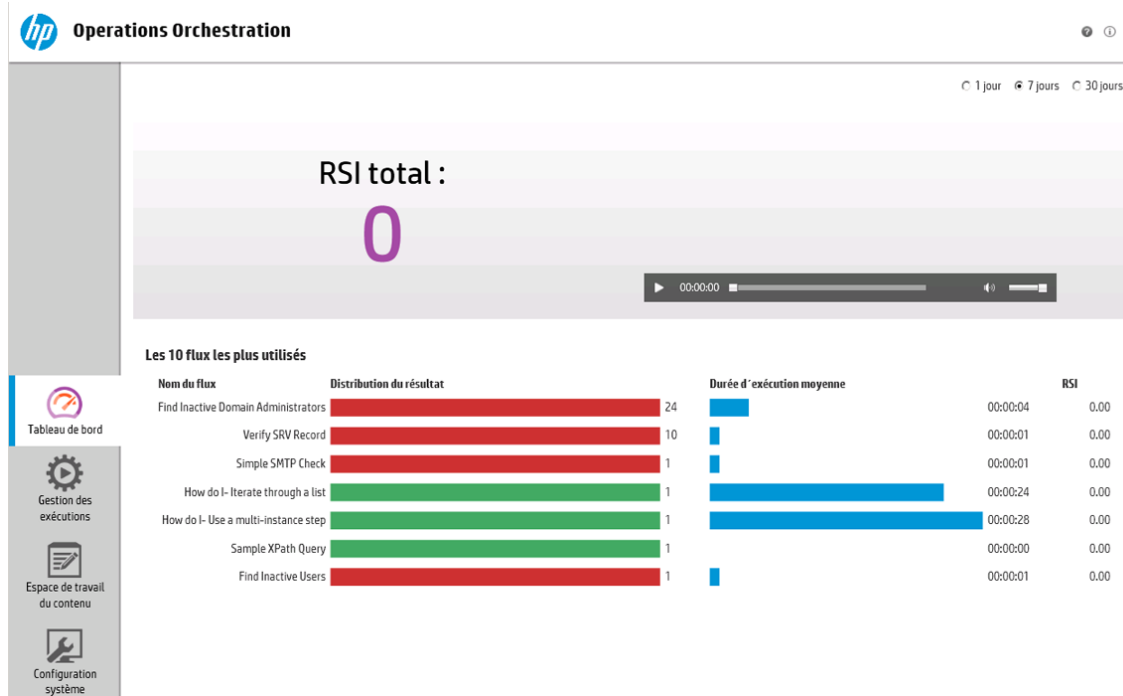 hp Operations Orchestration
1 jour 7 jours 30 jours
RSI total :
0
00:00:00
Les 10 flux les plus utilisés
Nom du flux Distribution du résultat Durée d´exécution moyenne RSI
Find Inactive Domain Administrators 24 00:00:04 0.00
Verify SRV Record 10 00:00:01 0.00
Simple SMTP Check 1 00:00:01 0.00
How do I- Iterate through a list 1 00:00:24 0.00
How do I- Use a multi-instance step 1 00:00:28 0.00
Sample XPath Query 1 00:00:00 0.00
Find Inactive Users 1 00:00:01 0.00
Tableau de bord
Gestion des
exécutions
Espace de travail
du contenu
Configuration
système